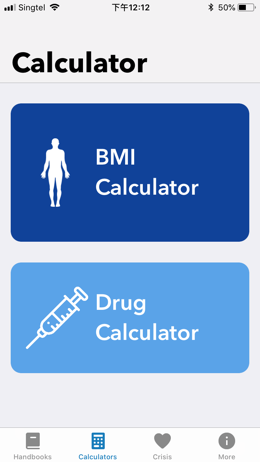 Singtel 下午12:12 50%
Calculator
BMI
Calculator
Drug
Calculator
Handbooks Calculators Crisis More